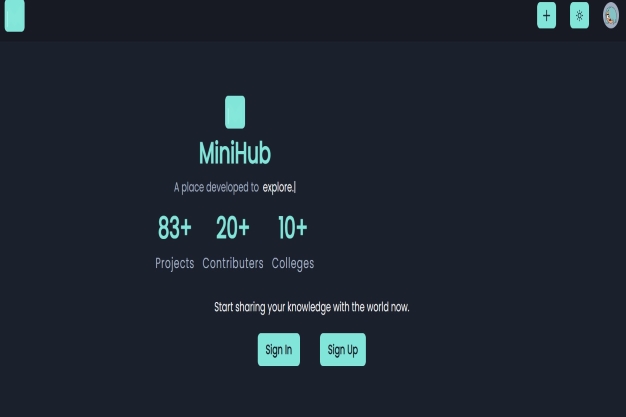 MiniHub
A place developed to explore.|
83+ 20+ 10+
Projects Contributers Colleges
Start sharing your knowledge with the world now.
Sign In Sign Up